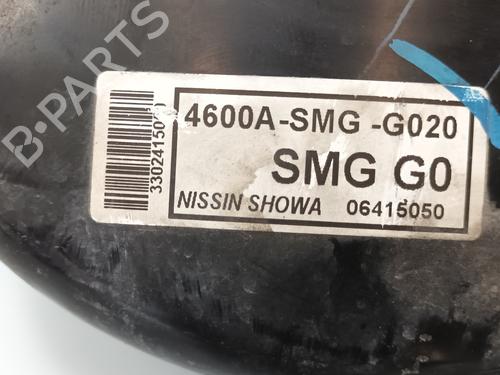 4600A-SMG -G020
SMG G0
NISSIN SHOWA 06415050
B-PARTS